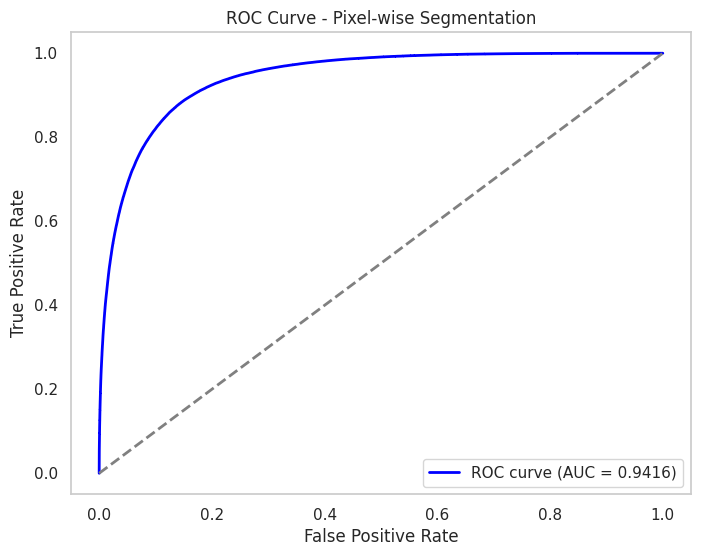 ROC Curve - Pixel-wise Segmentation
1.0
0.8
0.6
0.4
0.2
0.0
True Positive Rate
ROC curve (AUC = 0.9416)
0.0 0.2 0.4 0.6 0.8 1.0
False Positive Rate